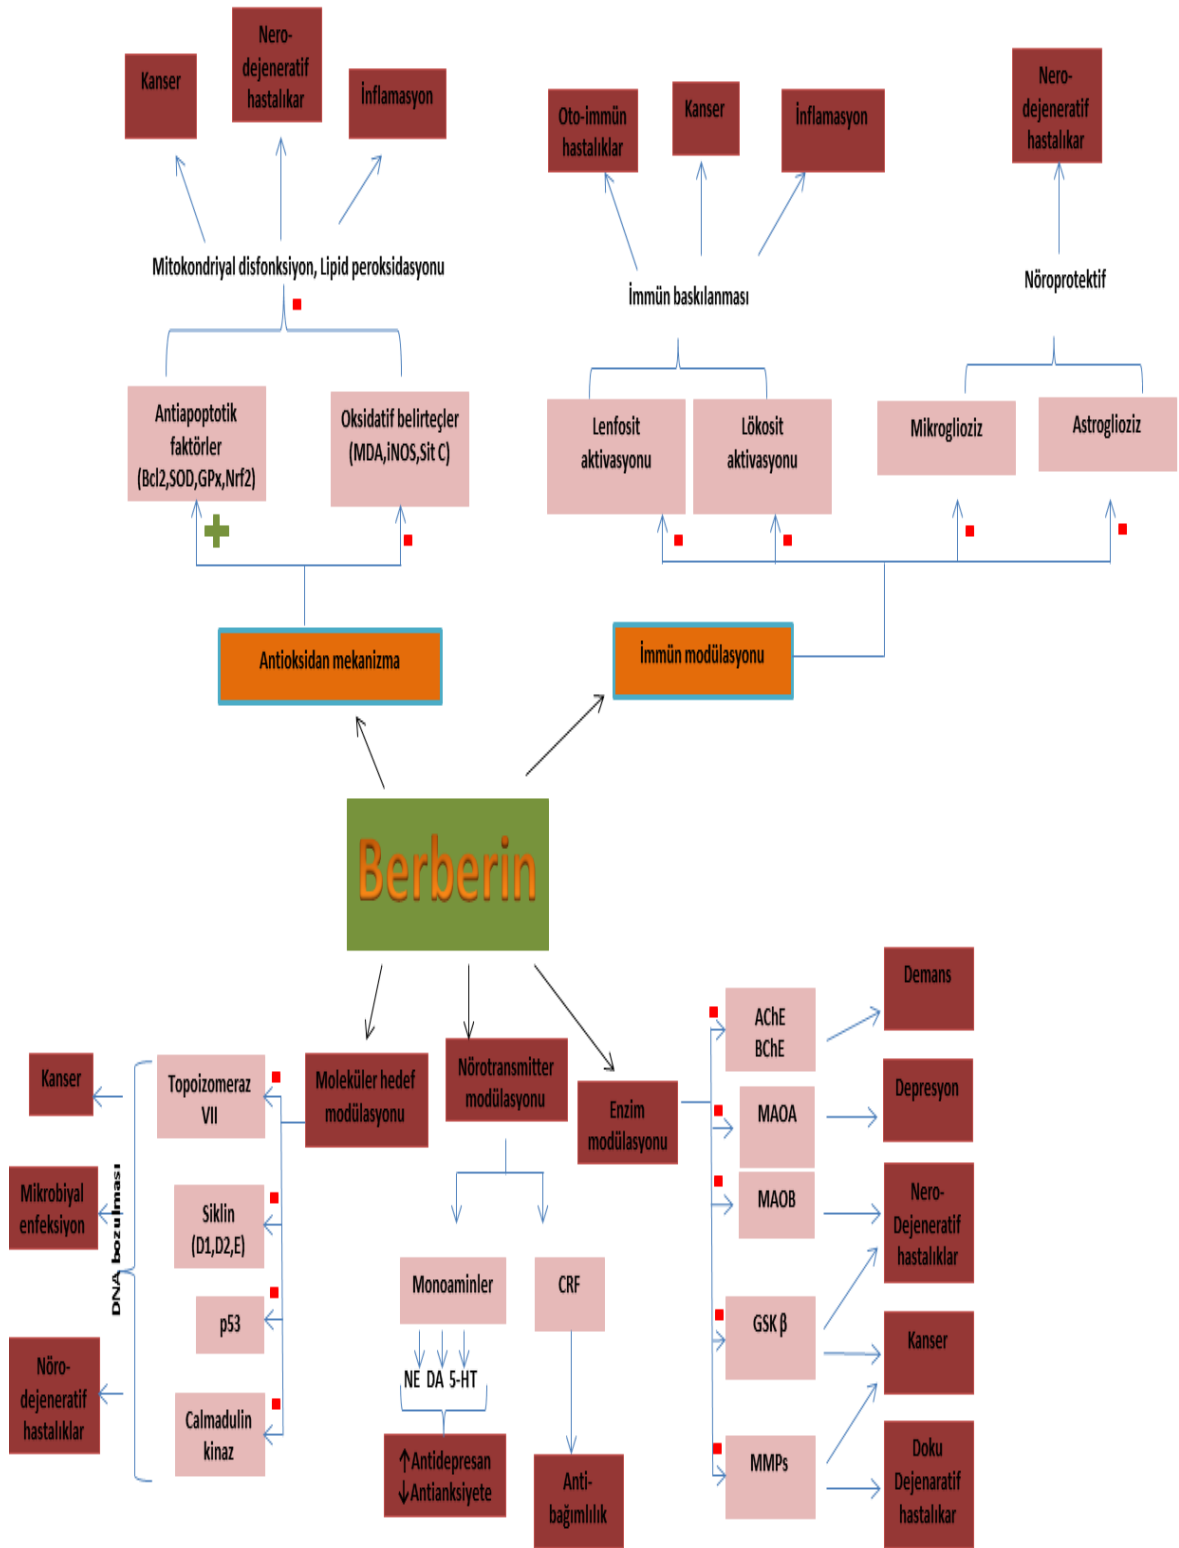 Kanser
Nero-
dejeneratif
hastalıkar
İnflamasyon
Oto-immün
hastalıklar
Kanser
İnflamasyon
Nero-
dejeneratif
hastalıkar
Mitokondriyal disfonksiyon, Lipid peroksidasyonu
İmmün baskılanması
Nöroprotektif
Antiapoptotik
faktörler
(Bcl2,SOD,GPx,Nrf2)
Oksidatif belirteçler
(MDA,iNOS,Sit C)
Lenfosit
aktivasyonu
Lökosit
aktivasyonu
Mikroglioziz
Astroglioziz
Antioksidan mekanizma
İmmün modülasyonu
Berberin
Moleküler hedef
modülasyonu
Nörotransmitter
modülasyonu
Enzim
modülasyonu
Kanser
Mikrobiyal
enfeksiyon
Nöro-
dejeneratif
hastalıklar
DNA bozulması
Topoizomeraz
VII
Siklin
(D1,D2,E)
p53
Calmadulin
kinaz
Monoaminler
CRF
NE DA 5-HT
↑Antidepresan
↓Antianksiyete
Anti-
bağımlılık
AChE
BChE
MAOA
MAOB
GSK β
MMPs
Demans
Depresyon
Nero-
Dejeneratif
hastalıklar
Kanser
Doku
Dejenaratif
hastalıkar